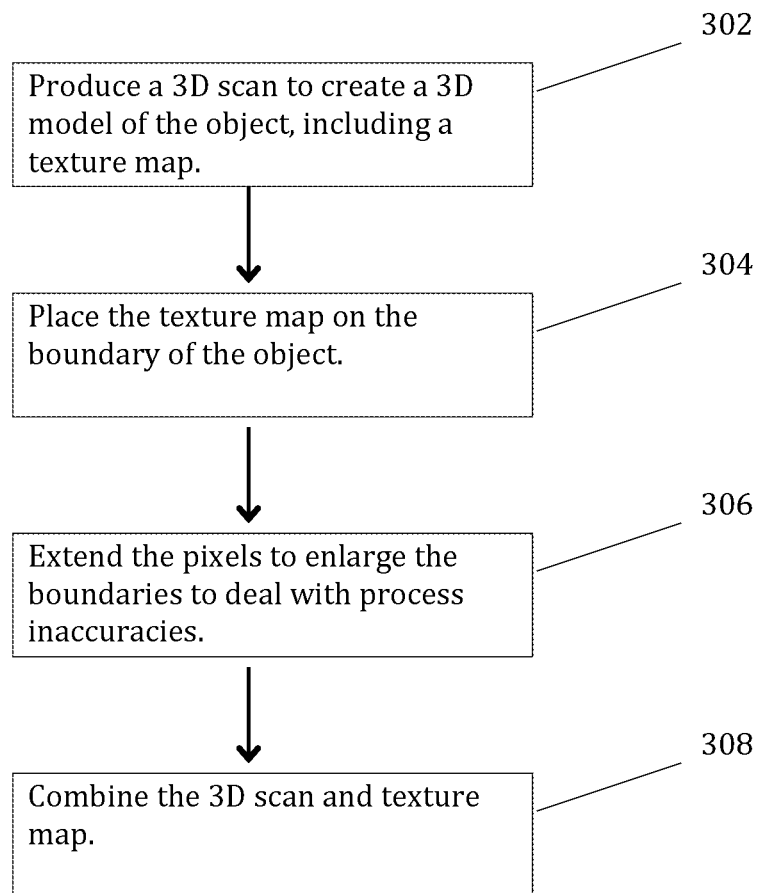 302
Produce a 3D scan to create a 3D
model of the object, including a
texture map.
304
Place the texture map on the
boundary of the object.
306
Extend the pixels to enlarge the
boundaries to deal with process
inaccuracies.
308
Combine the 3D scan and texture
map.